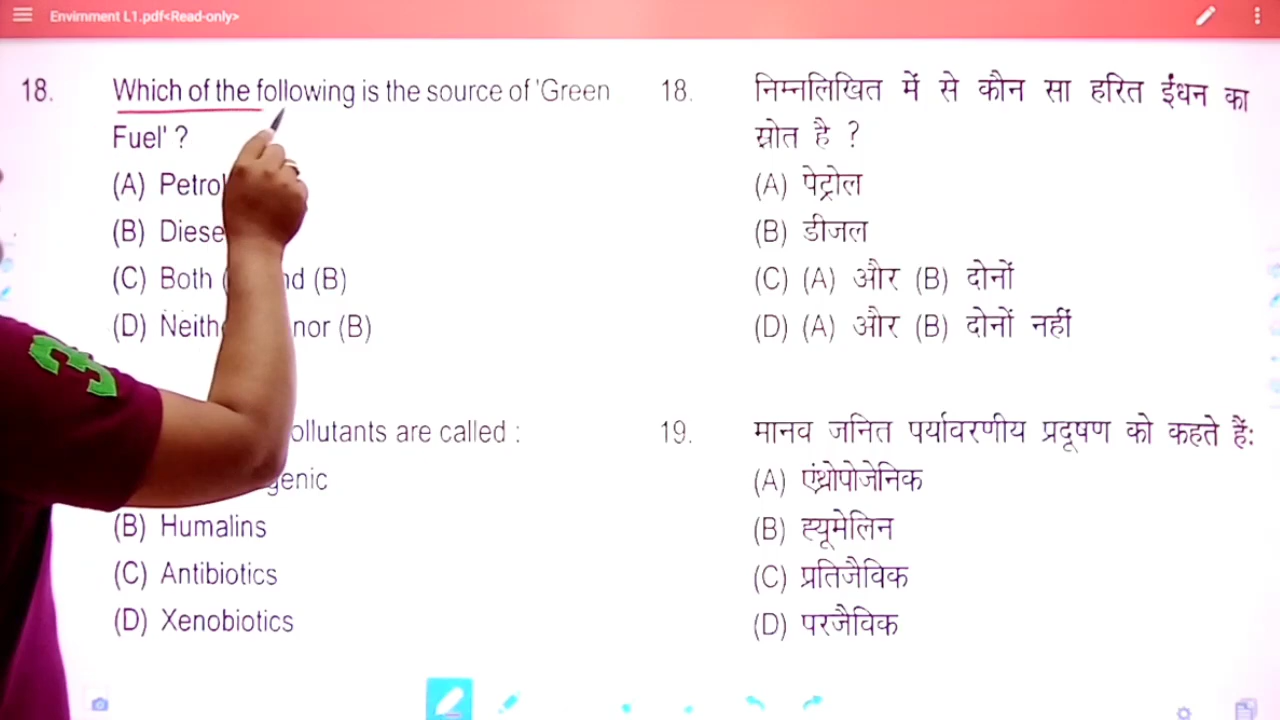 Envirnment L1.pdf<Read-only>
18. Which of the following is the source of 'Green
Fuel' ?
(A) Petrol
(B) Diese
(C) Both nd (B)
(D) Neith nor (B)
ollutants are called :
genic
(B) Humalins
(C) Antibiotics
(D) Xenobiotics
18. निम्नलिखित में से कौन सा हरित ईंधन का
स्रोत है ?
(A) पेट्रोल
(B) डीजल
(C) (A) और (B) दोनों
(D) (A) और (B) दोनों नहीं
19. मानव जनित पर्यावरणीय प्रदूषण को कहते हैं:
(A) एंथ्रोपोजेनिक
(B) ह्यूमेलिन
(C) प्रतिजैविक
(D) परजैविक
3